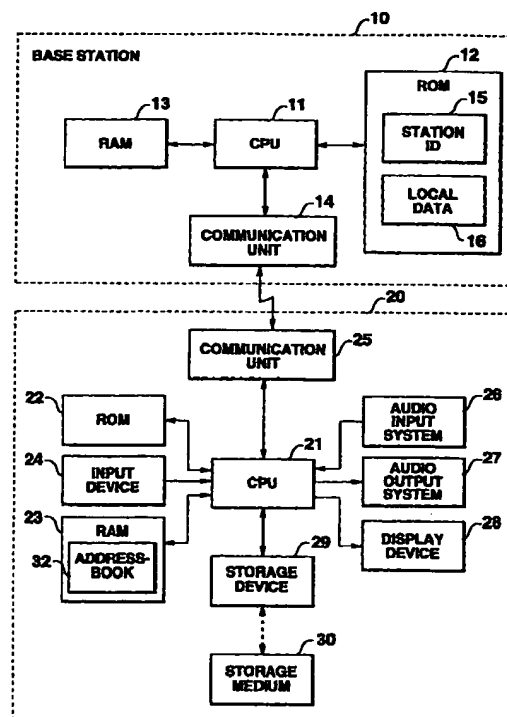 10
BASE STATION
12
ROM
13
RAM
11
CPU
15
STATION
ID
LOCAL
DATA
16
14
COMMUNICATION
UNIT
20
COMMUNICATION
UNIT
25
22
ROM
24
INPUT DEVICE
23
RAM
32
ADDRESS-
BOOK
21
CPU
26
AUDIO
INPUT
SYSTEM
27
AUDIO
OUTPUT
SYSTEM
28
DISPLAY
DEVICE
29
STORAGE
DEVICE
30
STORAGE
MEDIUM